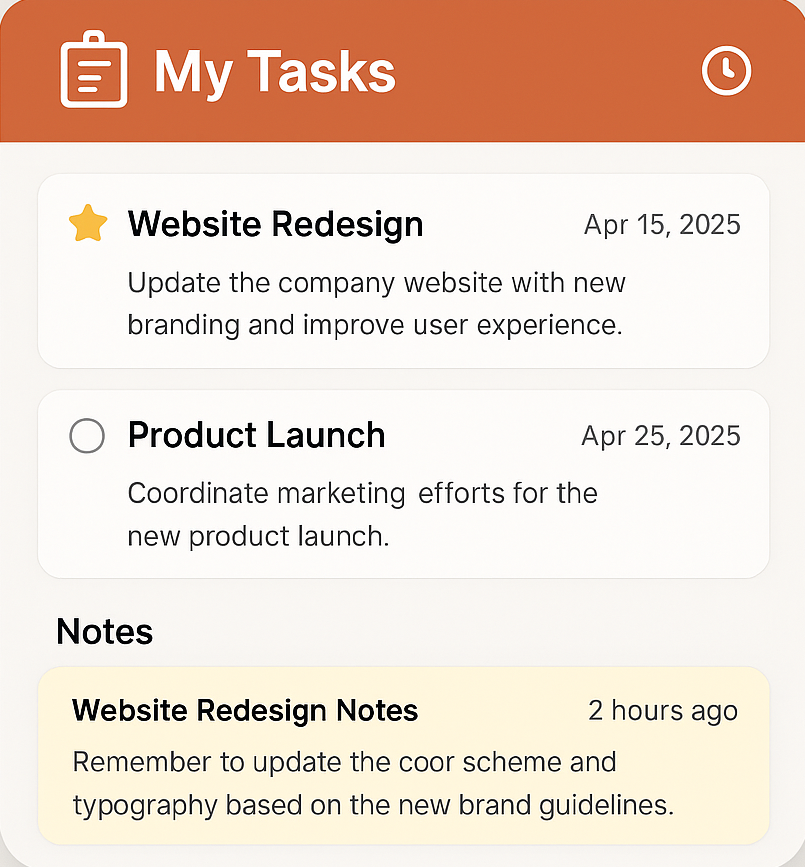 My Tasks
Website Redesign Apr 15, 2025
Update the company website with new
branding and improve user experience.
Product Launch Apr 25, 2025
Coordinate marketing efforts for the
new product launch.
Notes
Website Redesign Notes 2 hours ago
Remember to update the coor scheme and
typography based on the new brand guidelines.